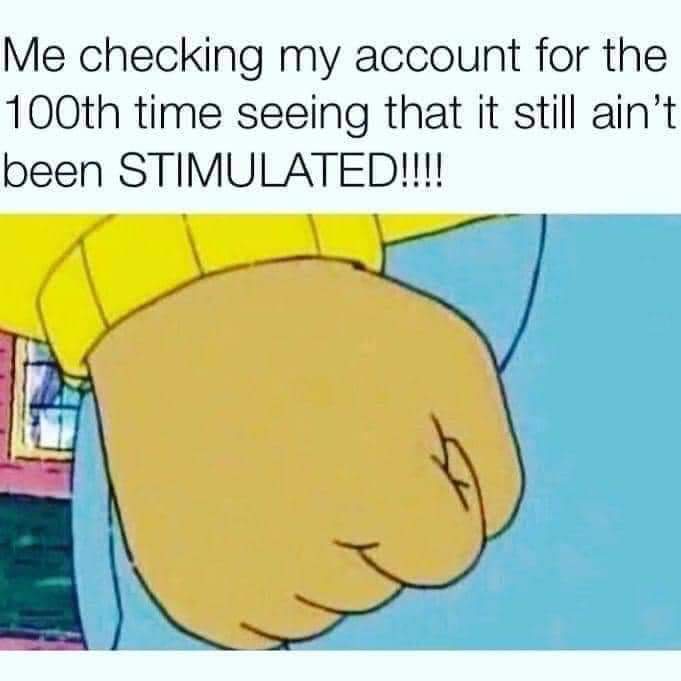 Me checking my account for the
100th time seeing that it still ain't
been STIMULATED!!!!